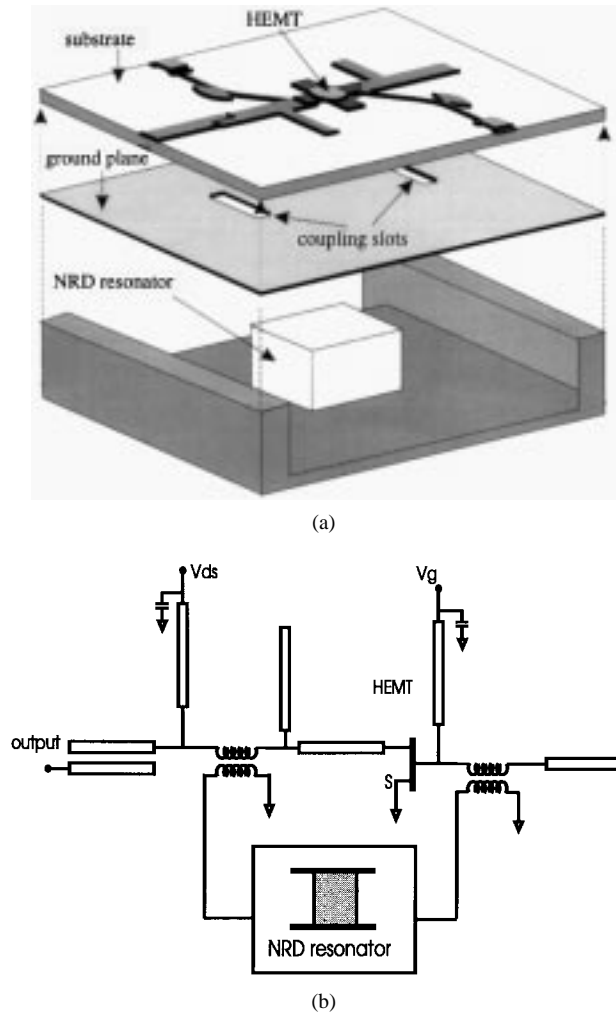 HEMT
substrate
ground plane
coupling slots
NRD resonator
(a)
Vds
Vg
HEMT
output
S
NRD resonator
(b)